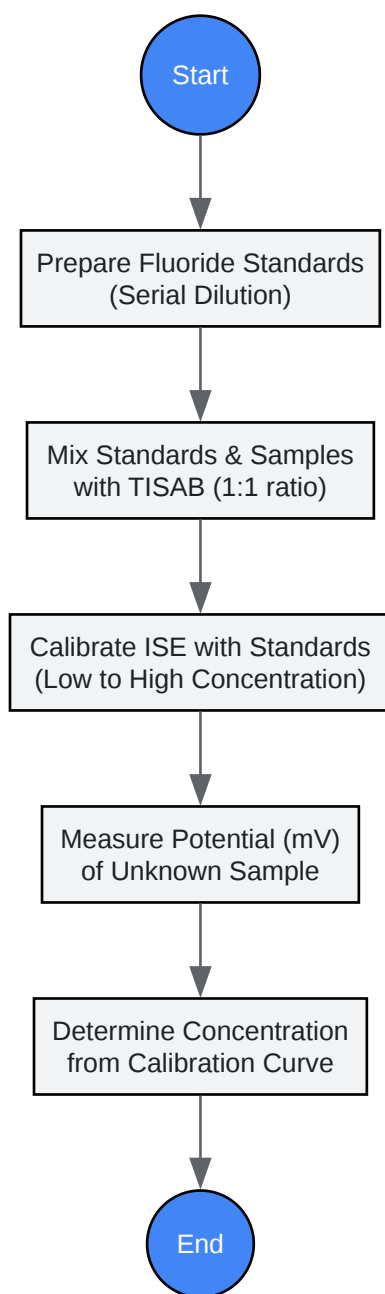 Start
Prepare Fluoride Standards
(Serial Dilution)
Mix Standards & Samples
with TISAB (1:1 ratio)
Calibrate ISE with Standards
(Low to High Concentration)
Measure Potential (mV)
of Unknown Sample
Determine Concentration
from Calibration Curve
End